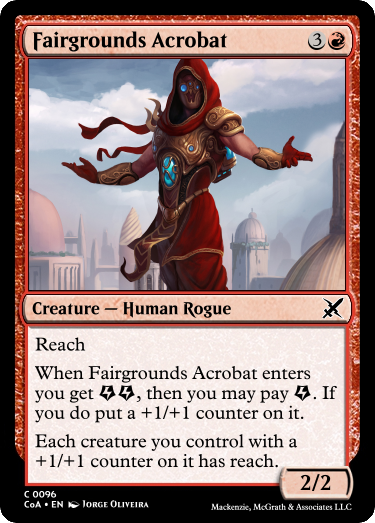 Fairgrounds Acrobat 3
Creature — Human Rogue
Reach
When Fairgrounds Acrobat enters
you get , then you may pay . If
you do put a +1/+1 counter on it.
Each creature you control with a
+1/+1 counter on it has reach.
2/2
C 0096
CoA • EN Jorge Oliveira
Mackenzie, McGrath & Associates LLC